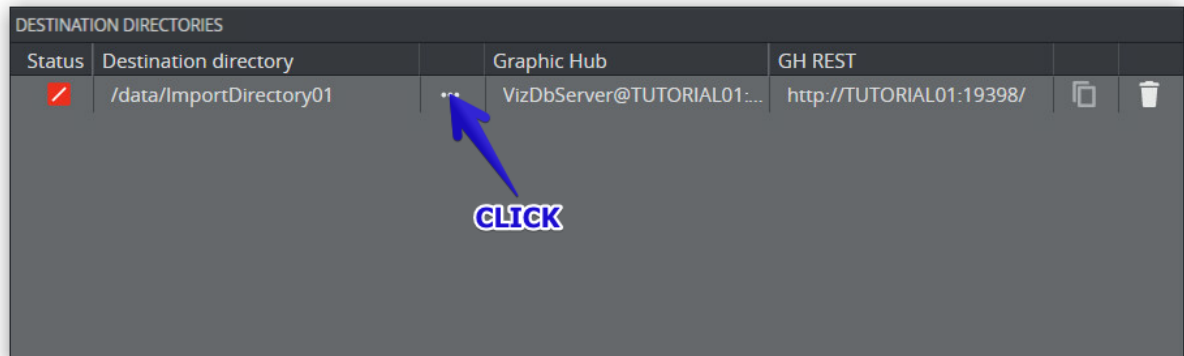 DESTINATION DIRECTORIES
Status Destination directory Graphic Hub GH REST
/data/ImportDirectory01 ... VizDbServer@TUTORIAL01:... http://TUTORIAL01:19398/
CLICK